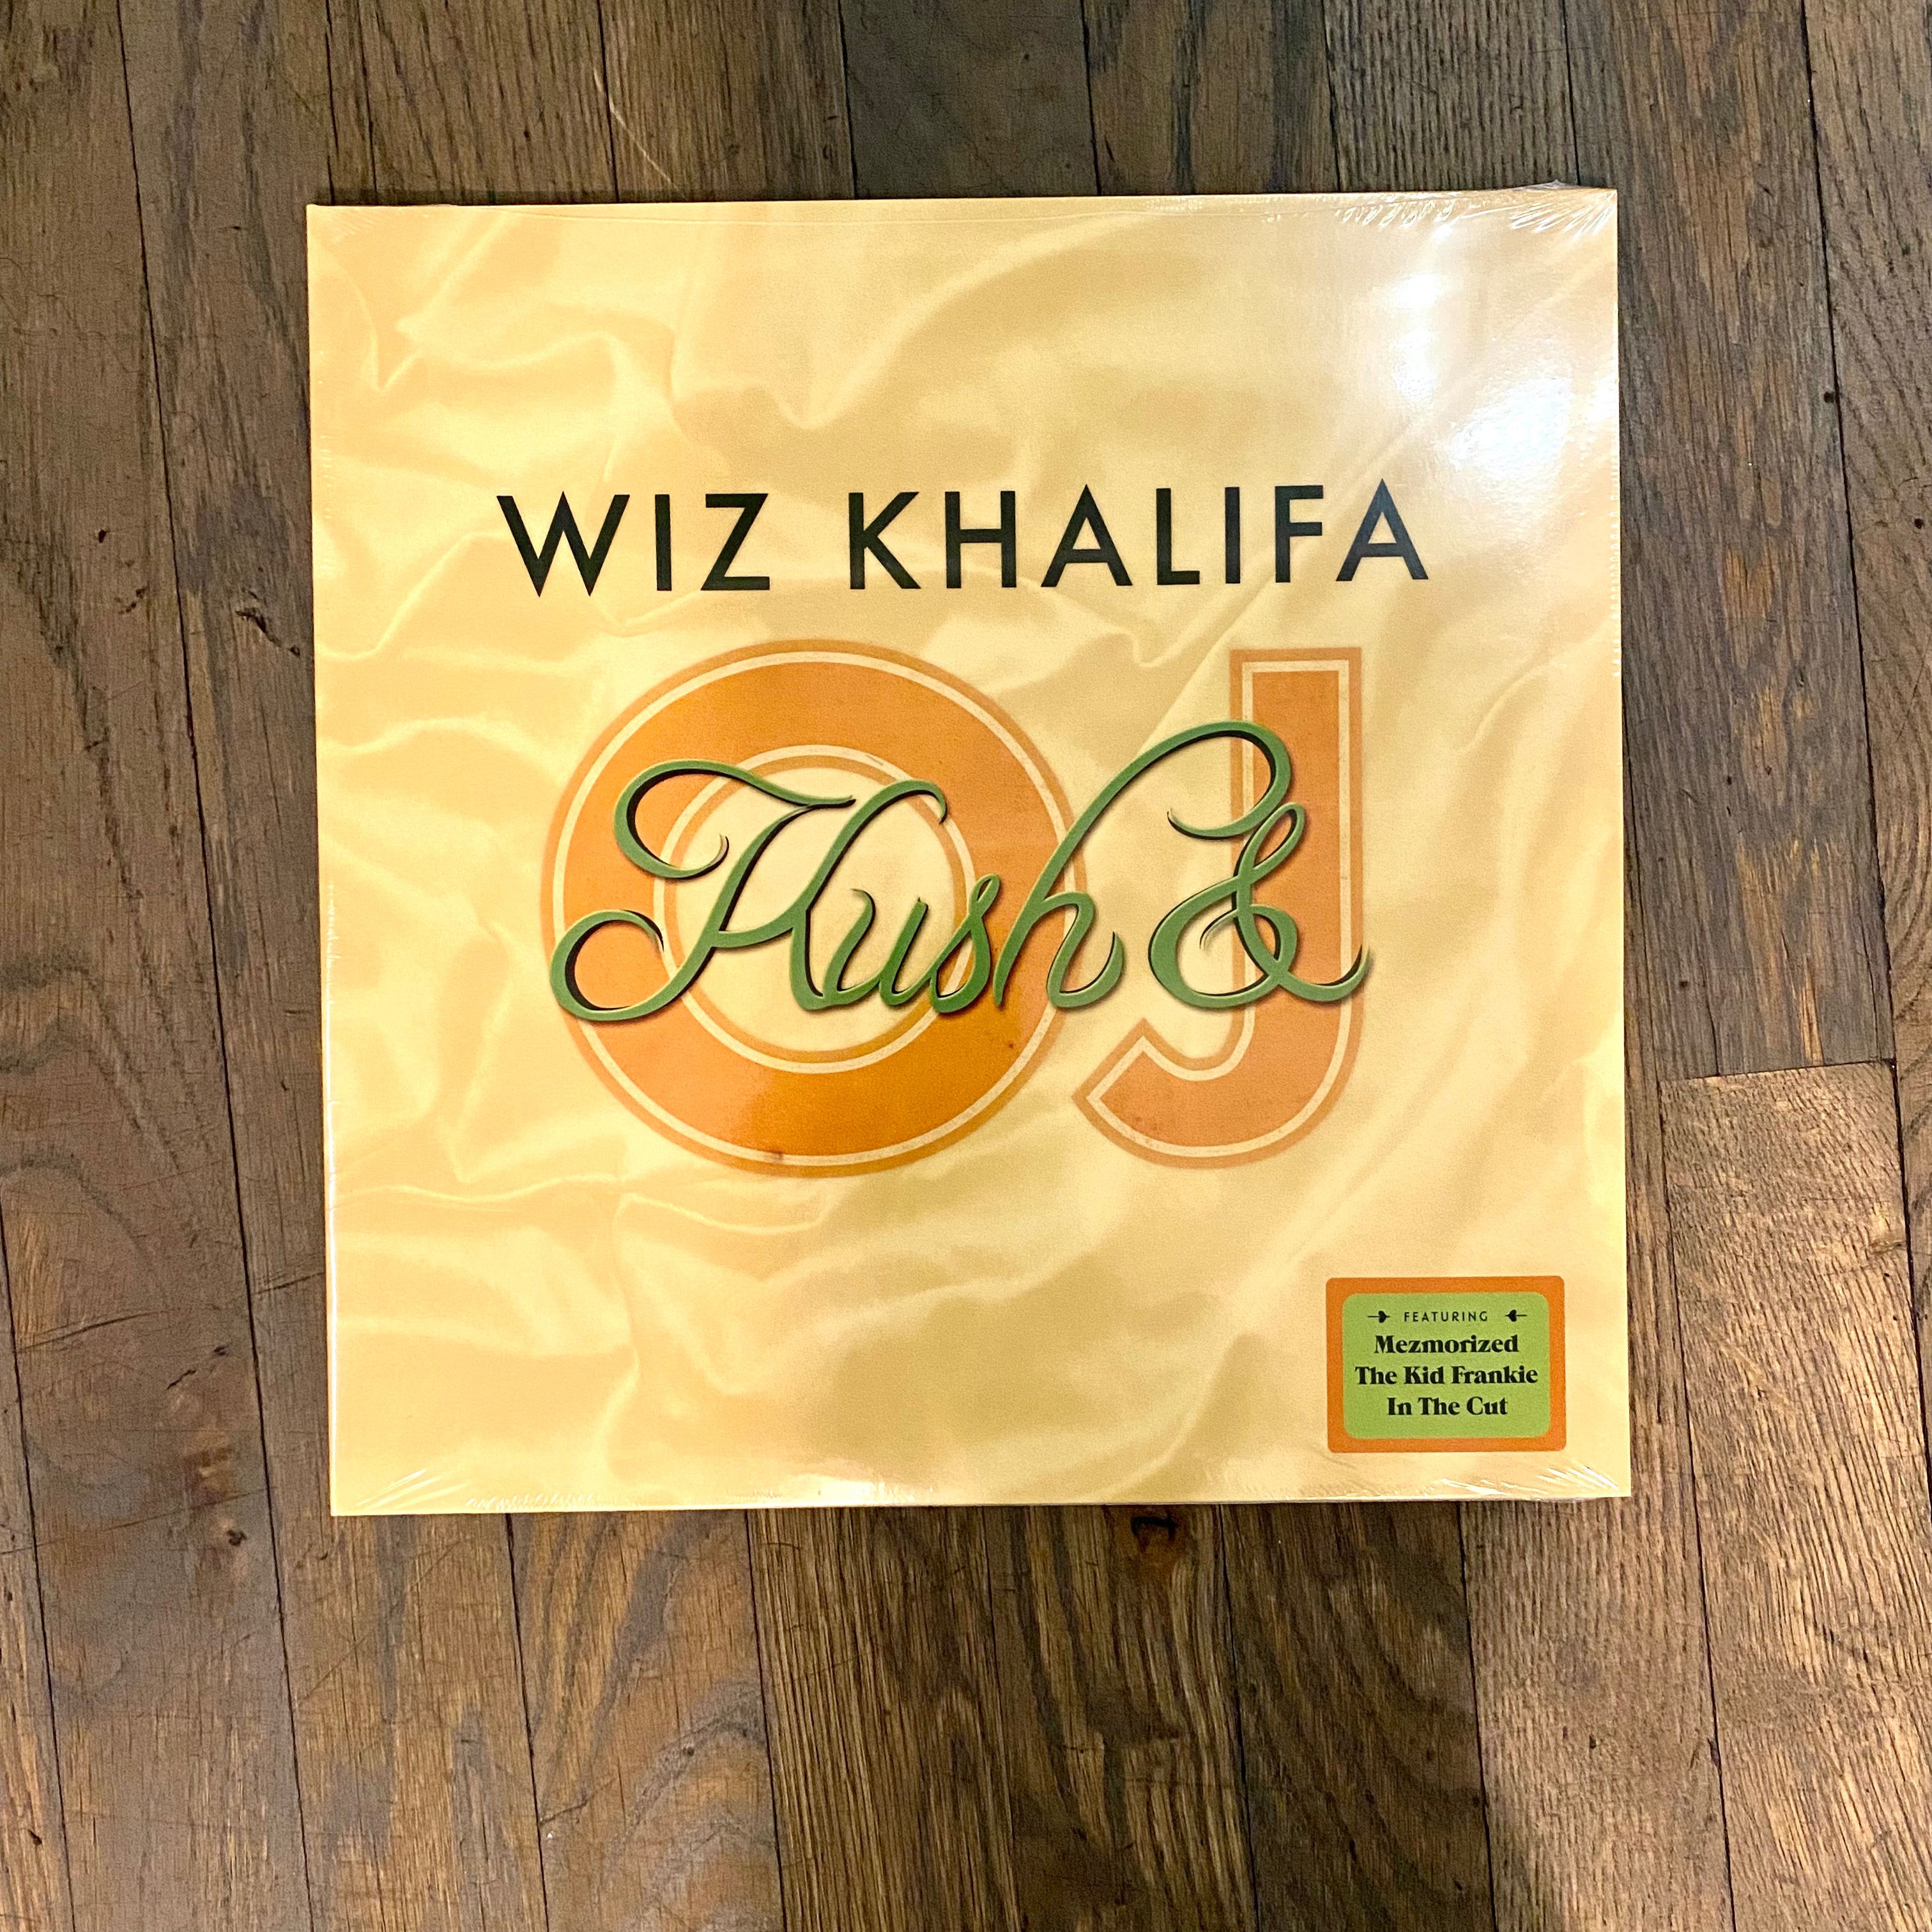 WIZ KHALIFA
Kush &
OJ
FEATURING
Mezmorized
The Kid Frankie
In The Cut